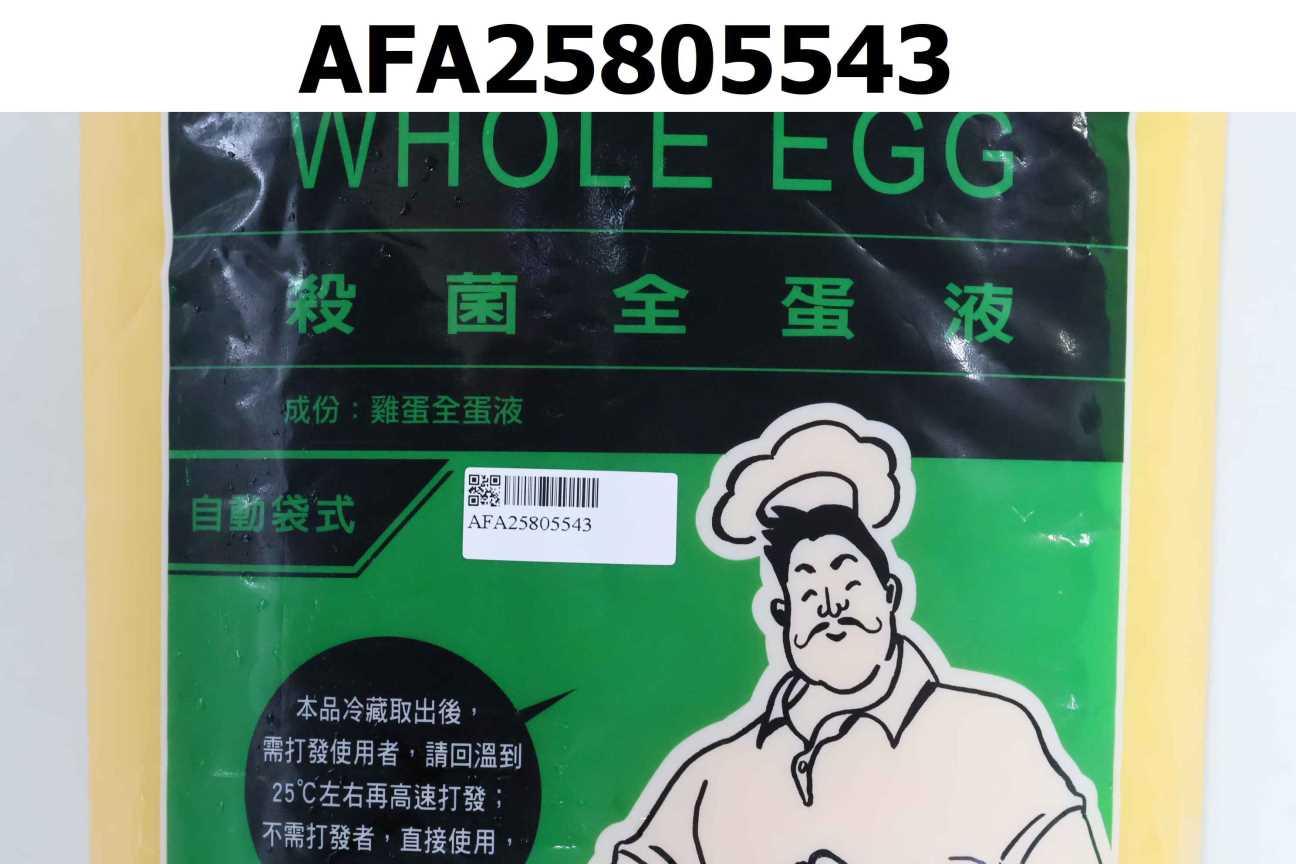 AFA25805543
WHOLE EGG
殺菌全蛋液
成份：雞蛋全蛋液
自動袋式
AFA25805543
本品冷藏取出後，
需打發使用者，請回溫到
25℃左右再高速打發；
不需打發者，直接使用，